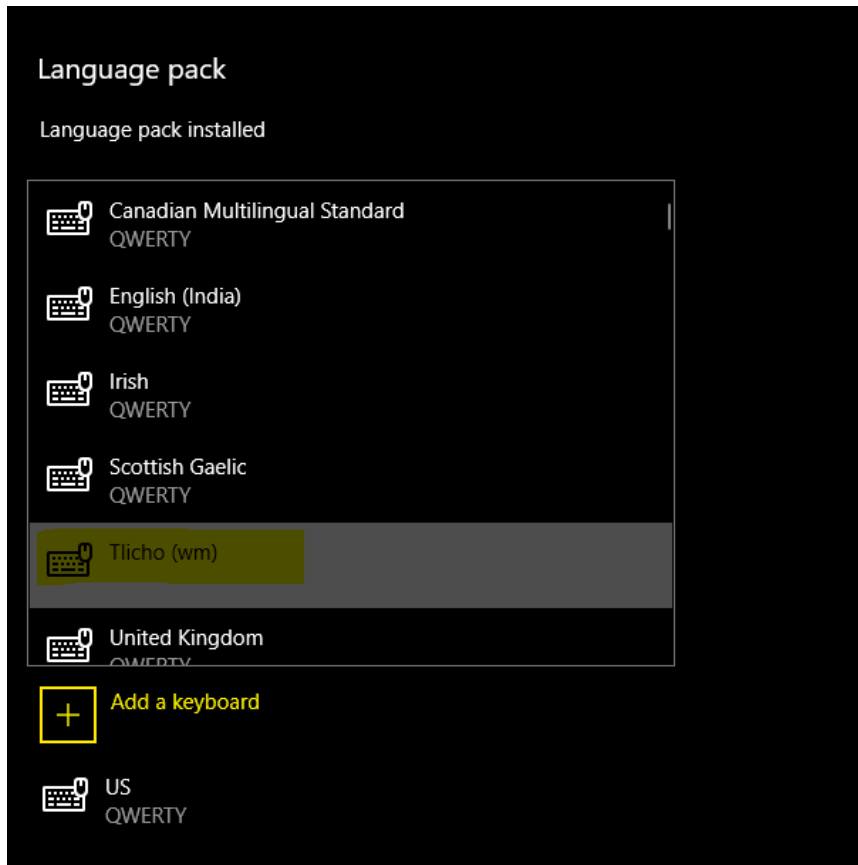 Language pack
Language pack installed
Canadian Multilingual Standard
QWERTY
English (India)
QWERTY
Irish
QWERTY
Scottish Gaelic
QWERTY
Tlicho (wm)
United Kingdom
QWERTY
Add a keyboard
US
QWERTY